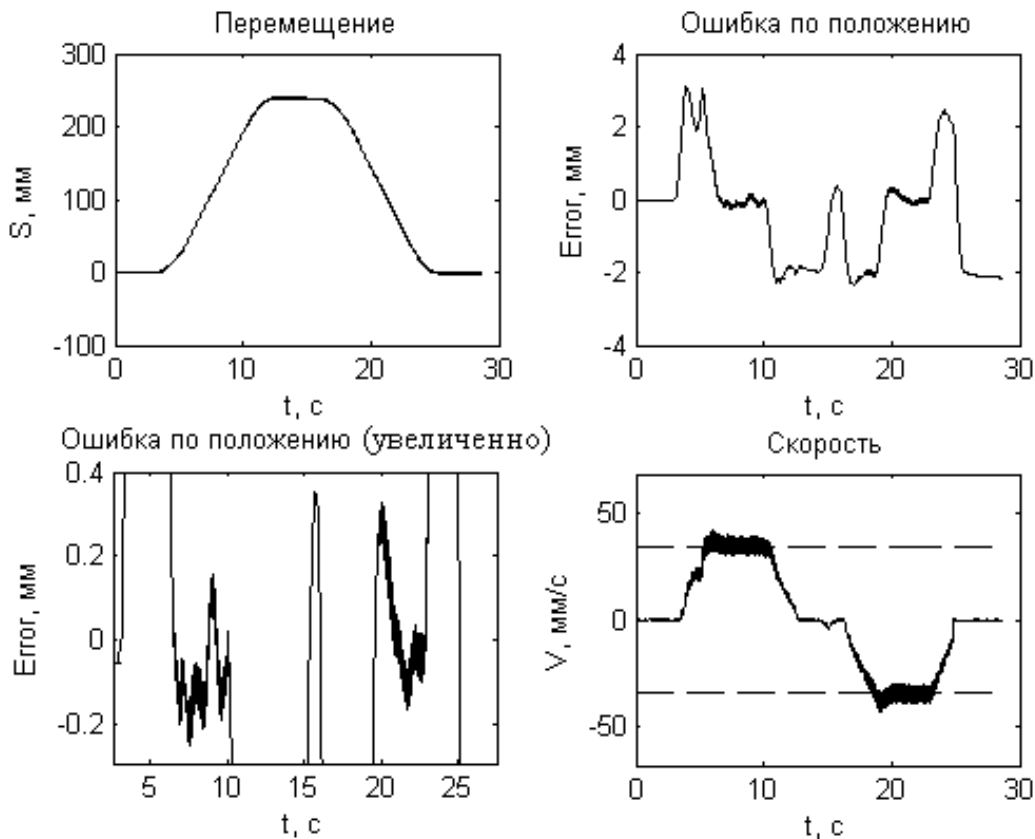 Перемещение
300
200
100
0
-100
S, мм
0 10 20 30
t, с
Ошибка по положению
4
2
0
-2
-4
Error, мм
0 10 20 30
t, с
Ошибка по положению (увеличенно)
0.4
0.2
0
-0.2
Error, мм
5 10 15 20 25
t, с
Скорость
50
0
-50
V, мм/с
0 10 20 30
t, с